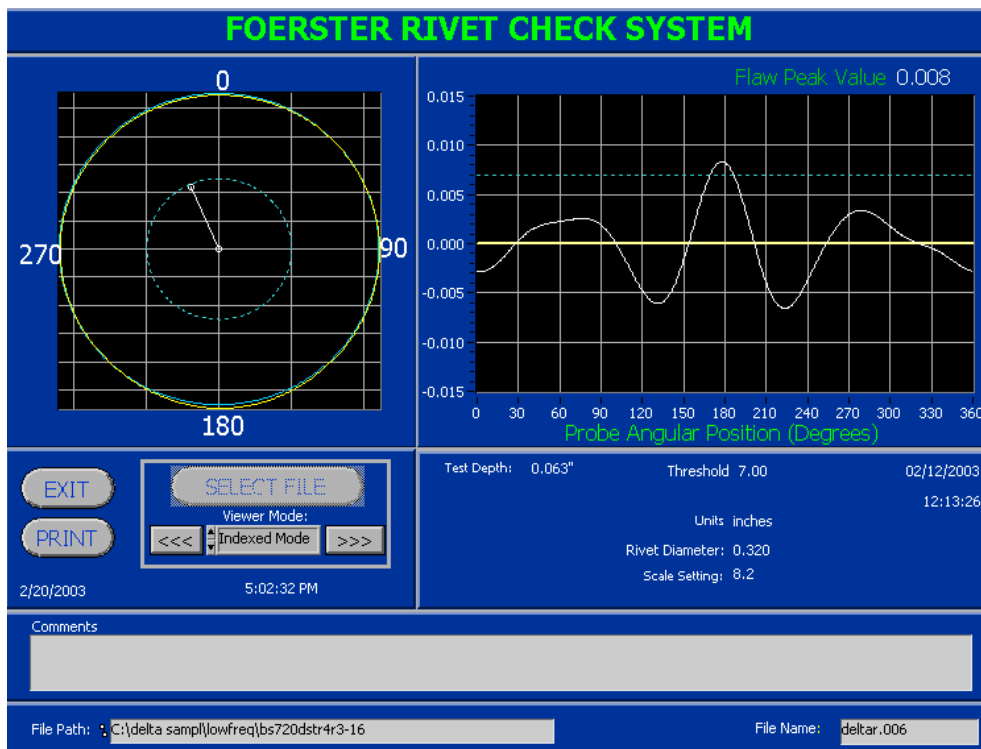 FOERSTER RIVET CHECK SYSTEM
0
270
90
180
Flaw Peak Value 0.008
0.015
0.010
0.005
0.000
-0.005
-0.010
-0.015
0 30 60 90 120 150 180 210 240 270 300 330 360
Probe Angular Position (Degrees)
EXIT
PRINT
SELECT FILE
Viewer Mode:
<<< Indexed Mode >>>
2/20/2003 5:02:32 PM
Test Depth: 0.063" Threshold 7.00 02/12/2003
12:13:26
Units inches
Rivet Diameter: 0.320
Scale Setting: 8.2
Comments
File Path: C:\delta sampl\lowfreq\bs720dstr4r3-16 File Name: deltar.006